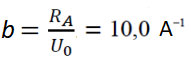 b = R_A / U_0 = 10,0 A⁻¹